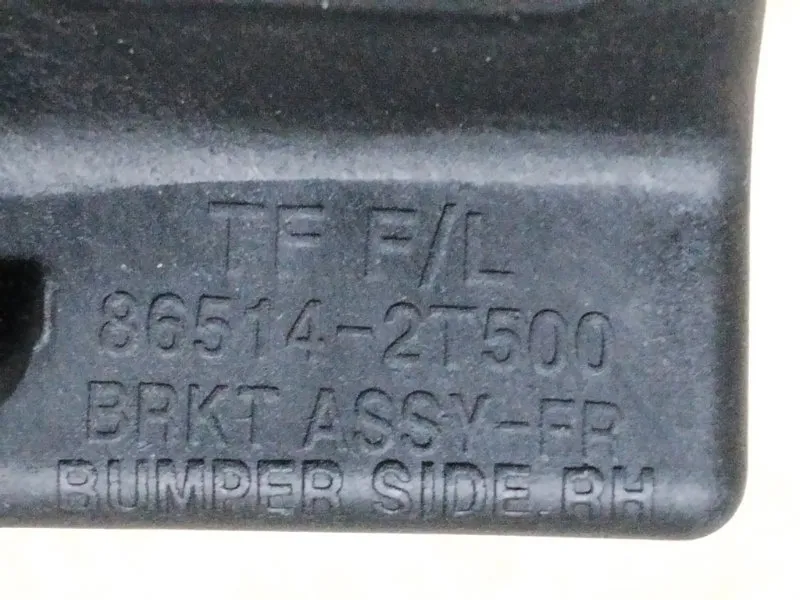 TF F/L
86514-2T500
BRKT ASSY-FR
BUMPER SIDE.RH